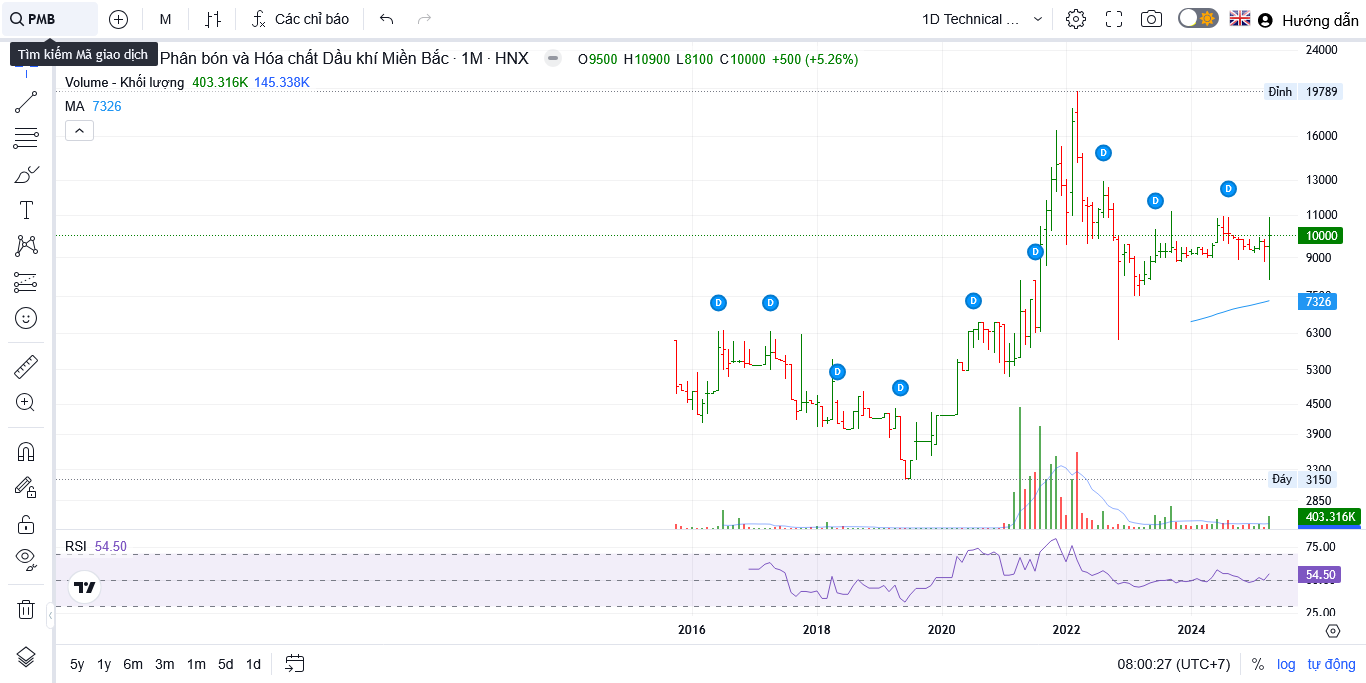 PMB
M
Các chỉ báo
1D Technical ...
Hướng dẫn
Tìm kiếm Mã giao dịch
Phân bón và Hóa chất Dầu khí Miền Bắc · 1M · HNX
O9500 H10900 L8100 C10000 +500 (+5.26%)
Volume - Khối lượng 403.316K 145.338K
MA 7326
24000
Đỉnh 19789
16000
13000
11000
10000
9000
7500
7326
6300
5300
4500
3900
3300
Đáy 3150
2850
403.316K
D
D
D
D
D
D
D
D
D
RSI 54.50
75.00
54.50
25.00
2016
2018
2020
2022
2024
5y 1y 6m 3m 1m 5d 1d
08:00:27 (UTC+7)
%
log
tự động